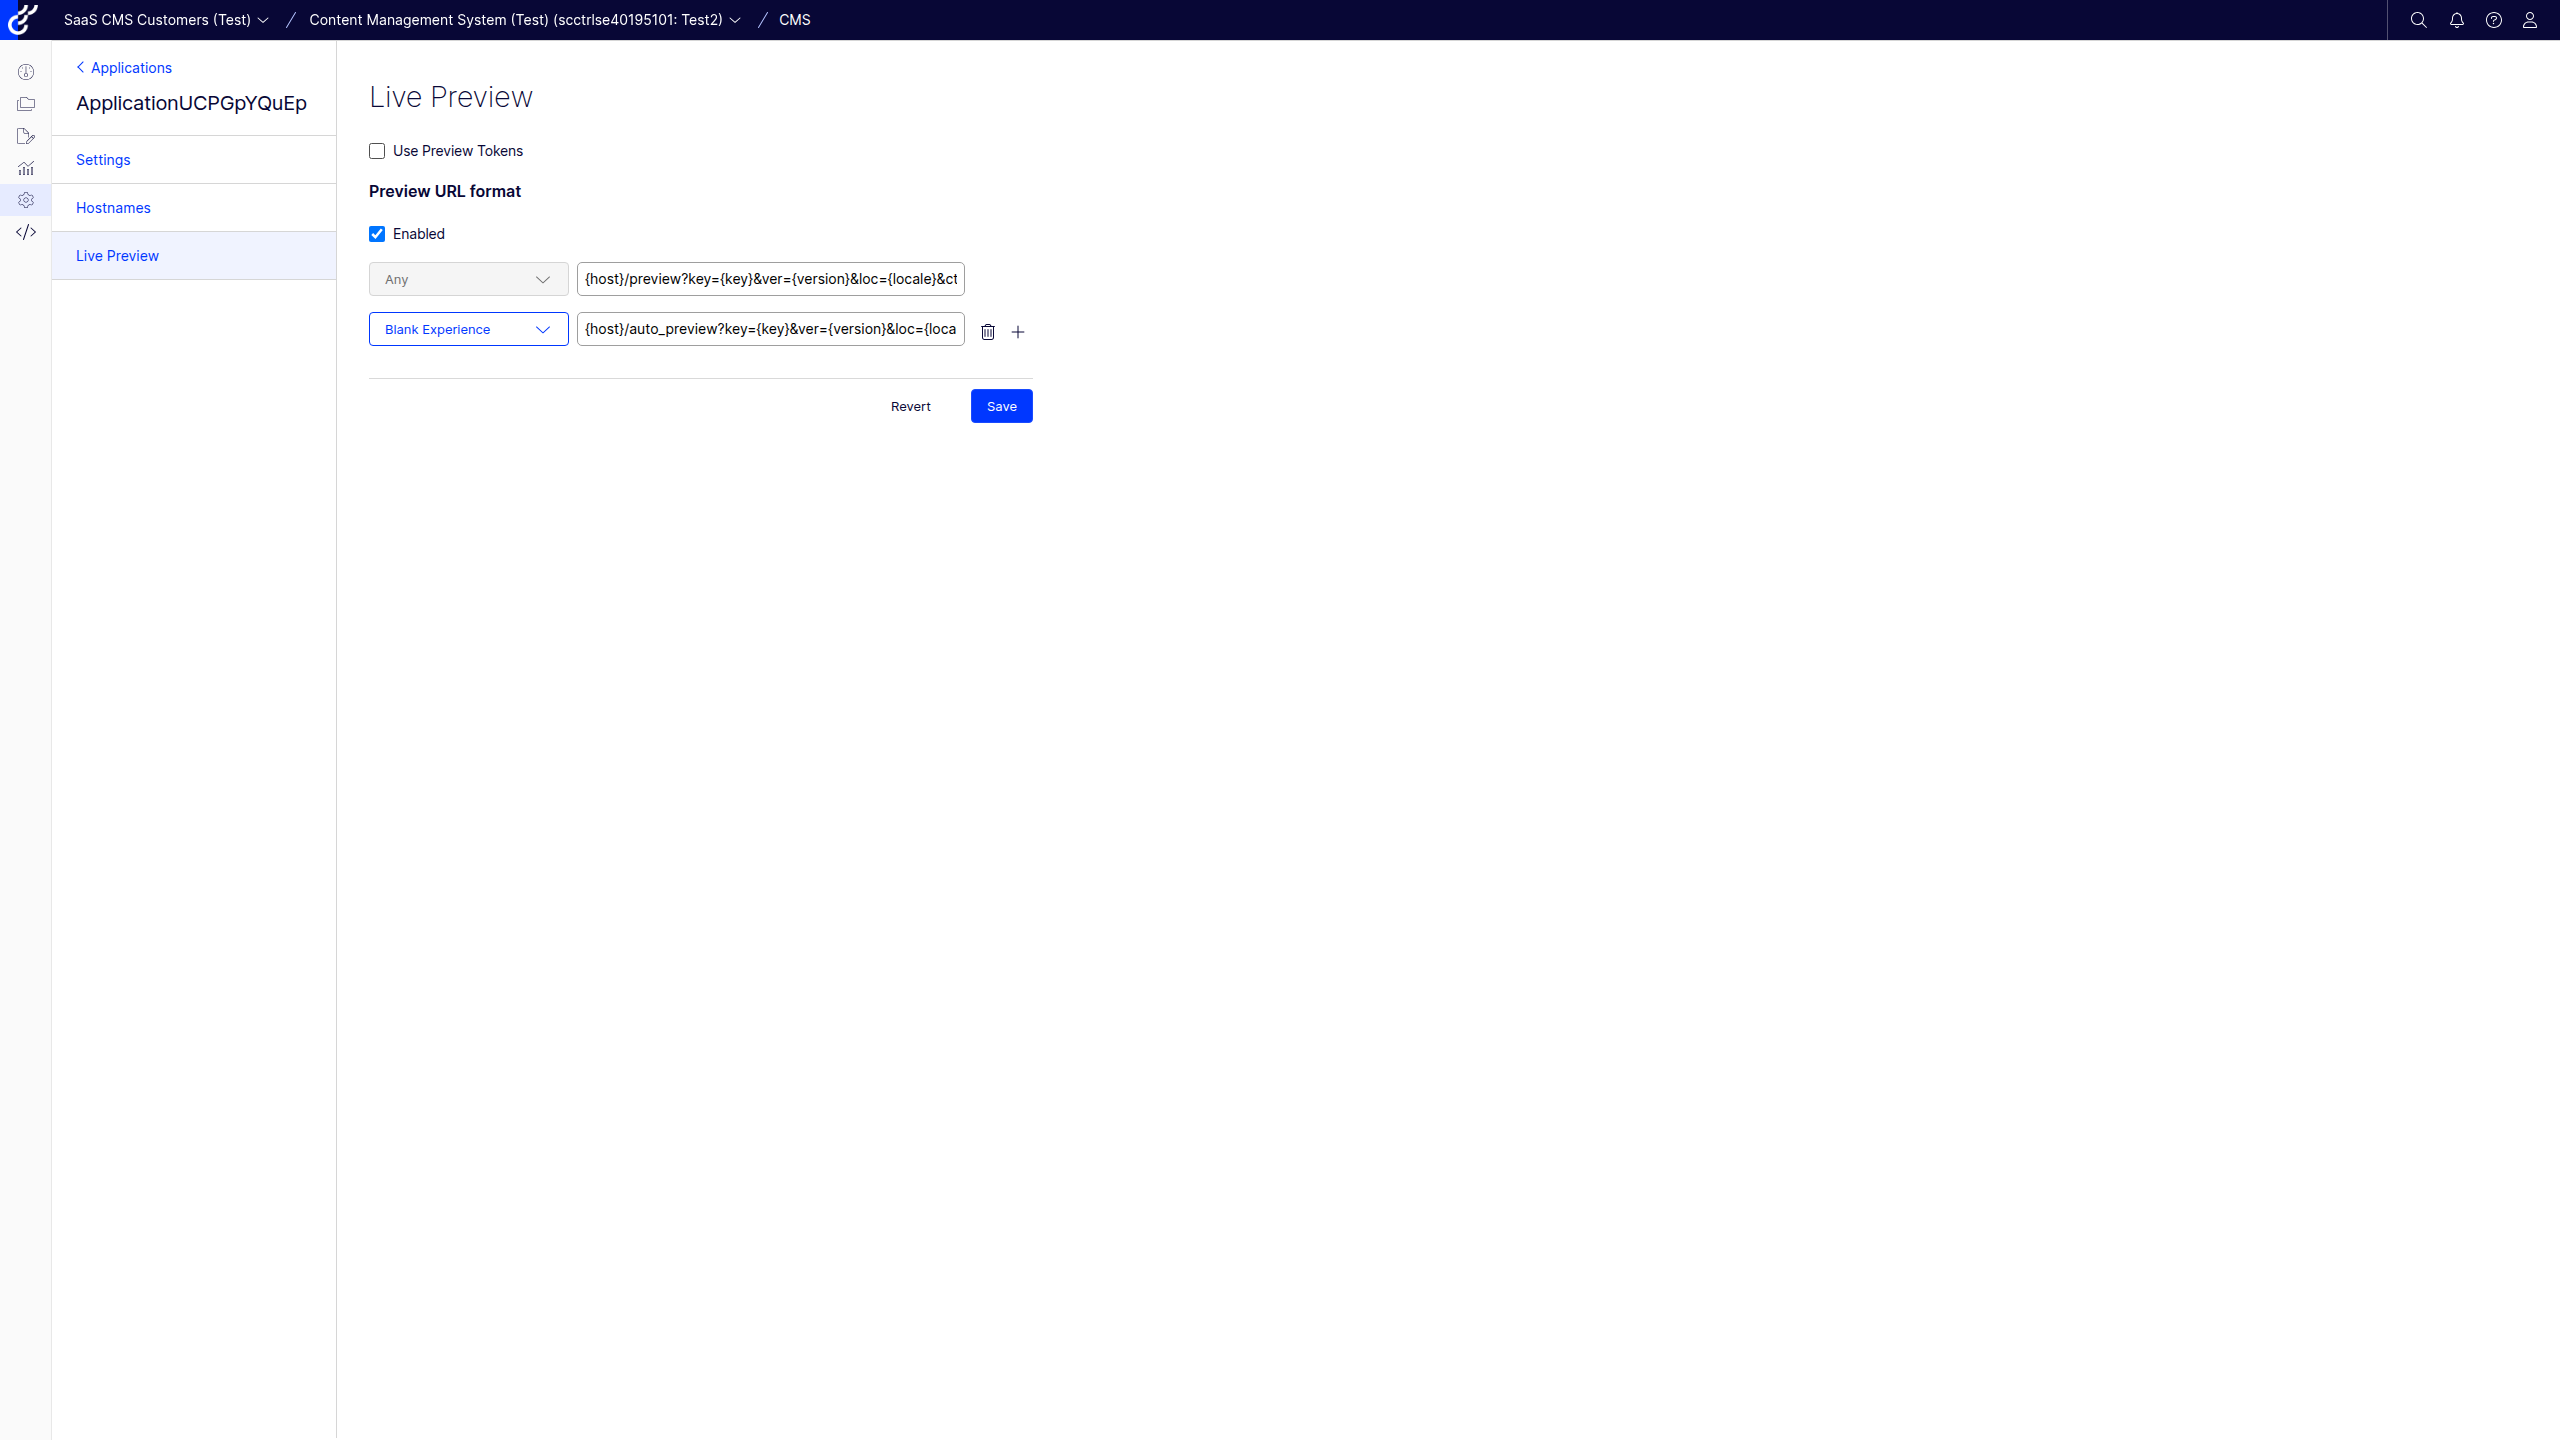 SaaS CMS Customers (Test) / Content Management System (Test) (scctrlse40195101: Test2) / CMS
Applications
ApplicationUCPGpYQuEp
Settings
Hostnames
Live Preview
Live Preview
Use Preview Tokens
Preview URL format
Enabled
Any {host}/preview?key={key}&ver={version}&loc={locale}&ct
Blank Experience {host}/auto_preview?key={key}&ver={version}&loc={loca
Revert Save